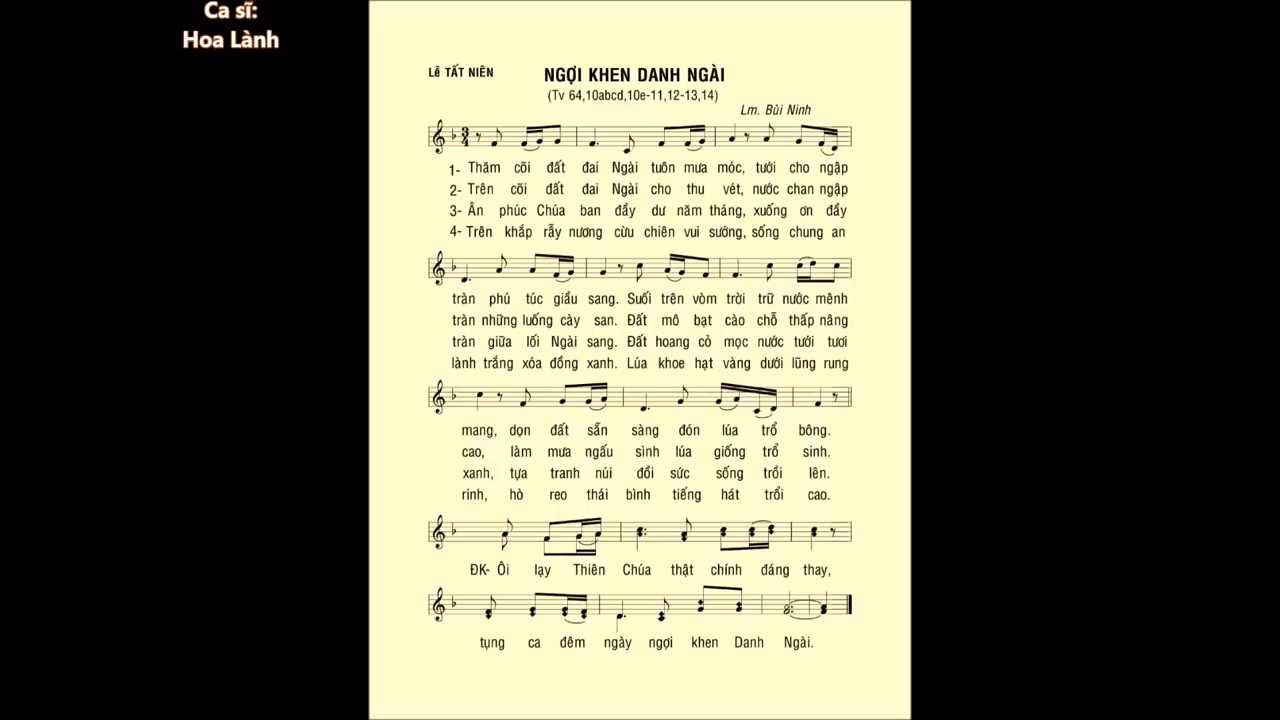 Ca sĩ:
Hoa Lành
Lễ TẤT NIÊN
NGỢI KHEN DANH NGÀI
(Tv 64,10abcd,10e-11,12-13,14)
Lm. Bùi Ninh
1- Thăm cõi đất đai Ngài tuôn mưa móc, tưới cho ngập
2- Trên cõi đất đai Ngài cho thu vét, nước chan ngập
3- Ân phúc Chúa ban đầy dư năm tháng, xuống ơn đầy
4- Trên khắp rẫy nương cừu chiên vui sướng, sống chung an
tràn phú túc giầu sang. Suối trên vòm trời trữ nước mênh
tràn những luống cày san. Đất mô bạt cào chỗ thấp nâng
tràn giữa lối Ngài sang. Đất hoang cỏ mọc nước tưới tươi
lành trắng xóa đồng xanh. Lúa khoe hạt vàng dưới lũng rung
mang, dọn đất sẵn sàng đón lúa trổ bông.
cao, làm mưa ngấu sình lúa giống trổ sinh.
xanh, tựa tranh núi đồi sức sống trồi lên.
rinh, hò reo thái bình tiếng hát trổi cao.
ĐK- Ôi lạy Thiên Chúa thật chính đáng thay,
tụng ca đêm ngày ngợi khen Danh Ngài.